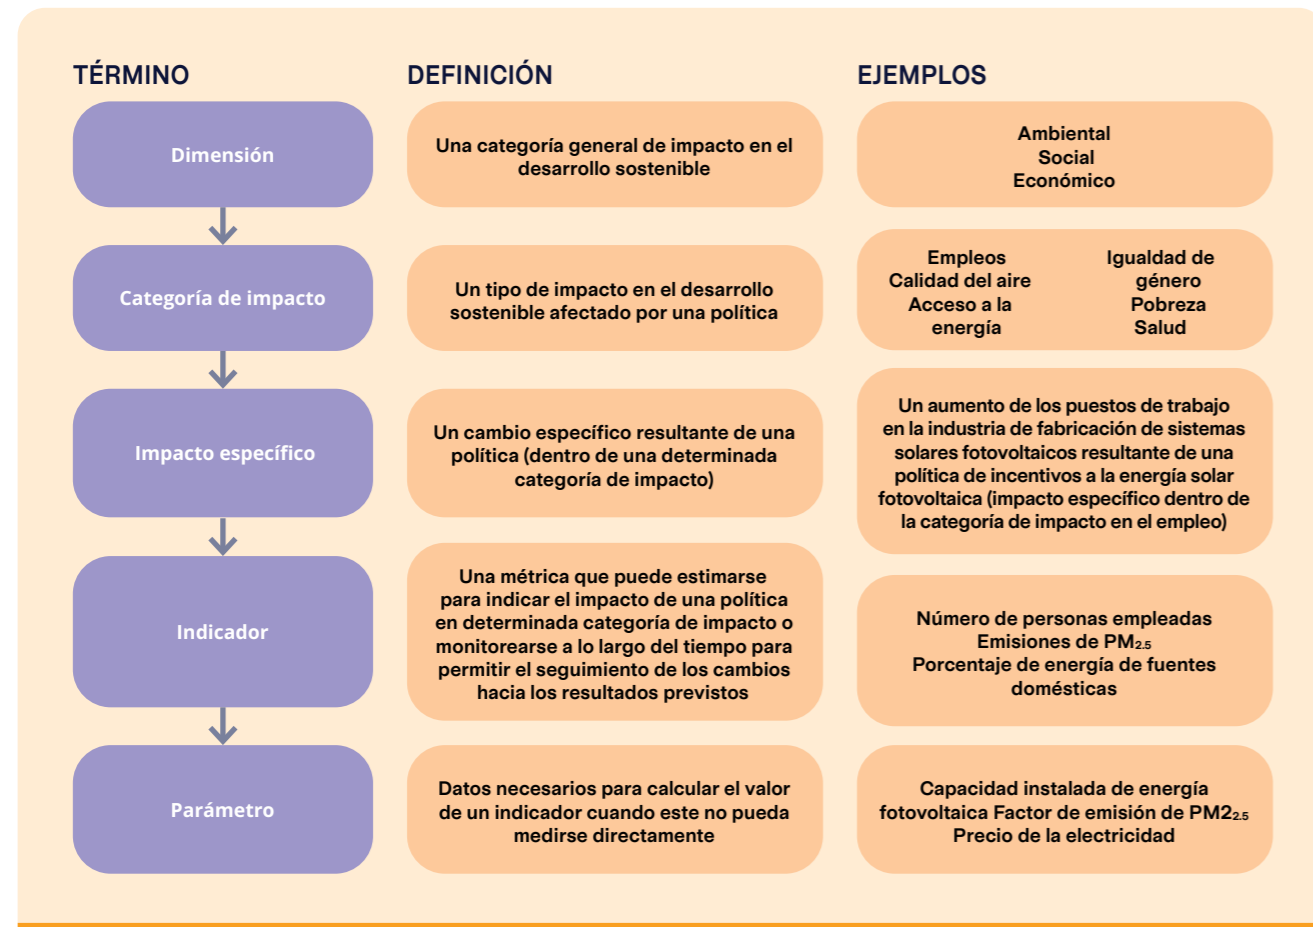 TÉRMINO
DEFINICIÓN
EJEMPLOS
Dimensión
Una categoría general de impacto en el
desarrollo sostenible
Ambiental
Social
Económico
Categoría de impacto
Un tipo de impacto en el desarrollo
sostenible afectado por una política
Empleos
Calidad del aire
Acceso a la
energía
Igualdad de
género
Pobreza
Salud
Impacto específico
Un cambio específico resultante de una
política (dentro de una determinada
categoría de impacto)
Un aumento de los puestos de trabajo
en la industria de fabricación de sistemas
solares fotovoltaicos resultante de una
política de incentivos a la energía solar
fotovoltaica (impacto específico dentro de
la categoría de impacto en el empleo)
Indicador
Una métrica que puede estimarse
para indicar el impacto de una política
en determinada categoría de impacto o
monitorearse a lo largo del tiempo para
permitir el seguimiento de los cambios
hacia los resultados previstos
Número de personas empleadas
Emisiones de PM₂.₅
Porcentaje de energía de fuentes
domésticas
Parámetro
Datos necesarios para calcular el valor
de un indicador cuando este no pueda
medirse directamente
Capacidad instalada de energía
fotovoltaica Factor de emisión de PM2₂.₅
Precio de la electricidad